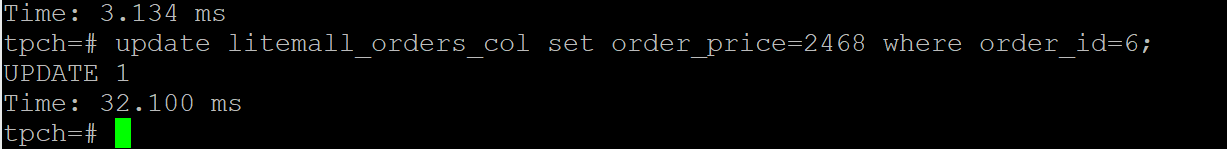 Time: 3.134 ms
tpch=# update litemall_orders_col set order_price=2468 where order_id=6;
UPDATE 1
Time: 32.100 ms
tpch=#